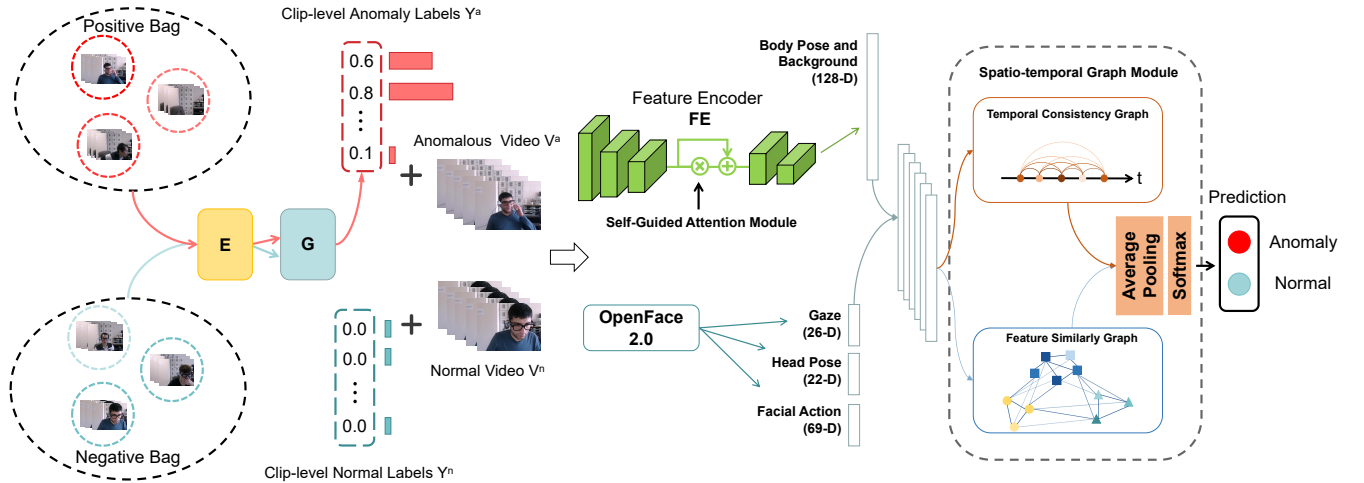 Positive Bag
Clip-level Anomaly Labels Yᵃ
0.6
0.8
⋮
0.1
Anomalous Video Vᵃ
E
G
0.0
0.0
⋮
0.0
Normal Video Vⁿ
Negative Bag
Clip-level Normal Labels Yⁿ
Feature Encoder
FE
Self-Guided Attention Module
Body Pose and
Background
(128-D)
OpenFace
2.0
Gaze
(26-D)
Head Pose
(22-D)
Facial Action
(69-D)
Spatio-temporal Graph Module
Temporal Consistency Graph
t
Feature Similarly Graph
Average
Pooling
Softmax
Prediction
Anomaly
Normal